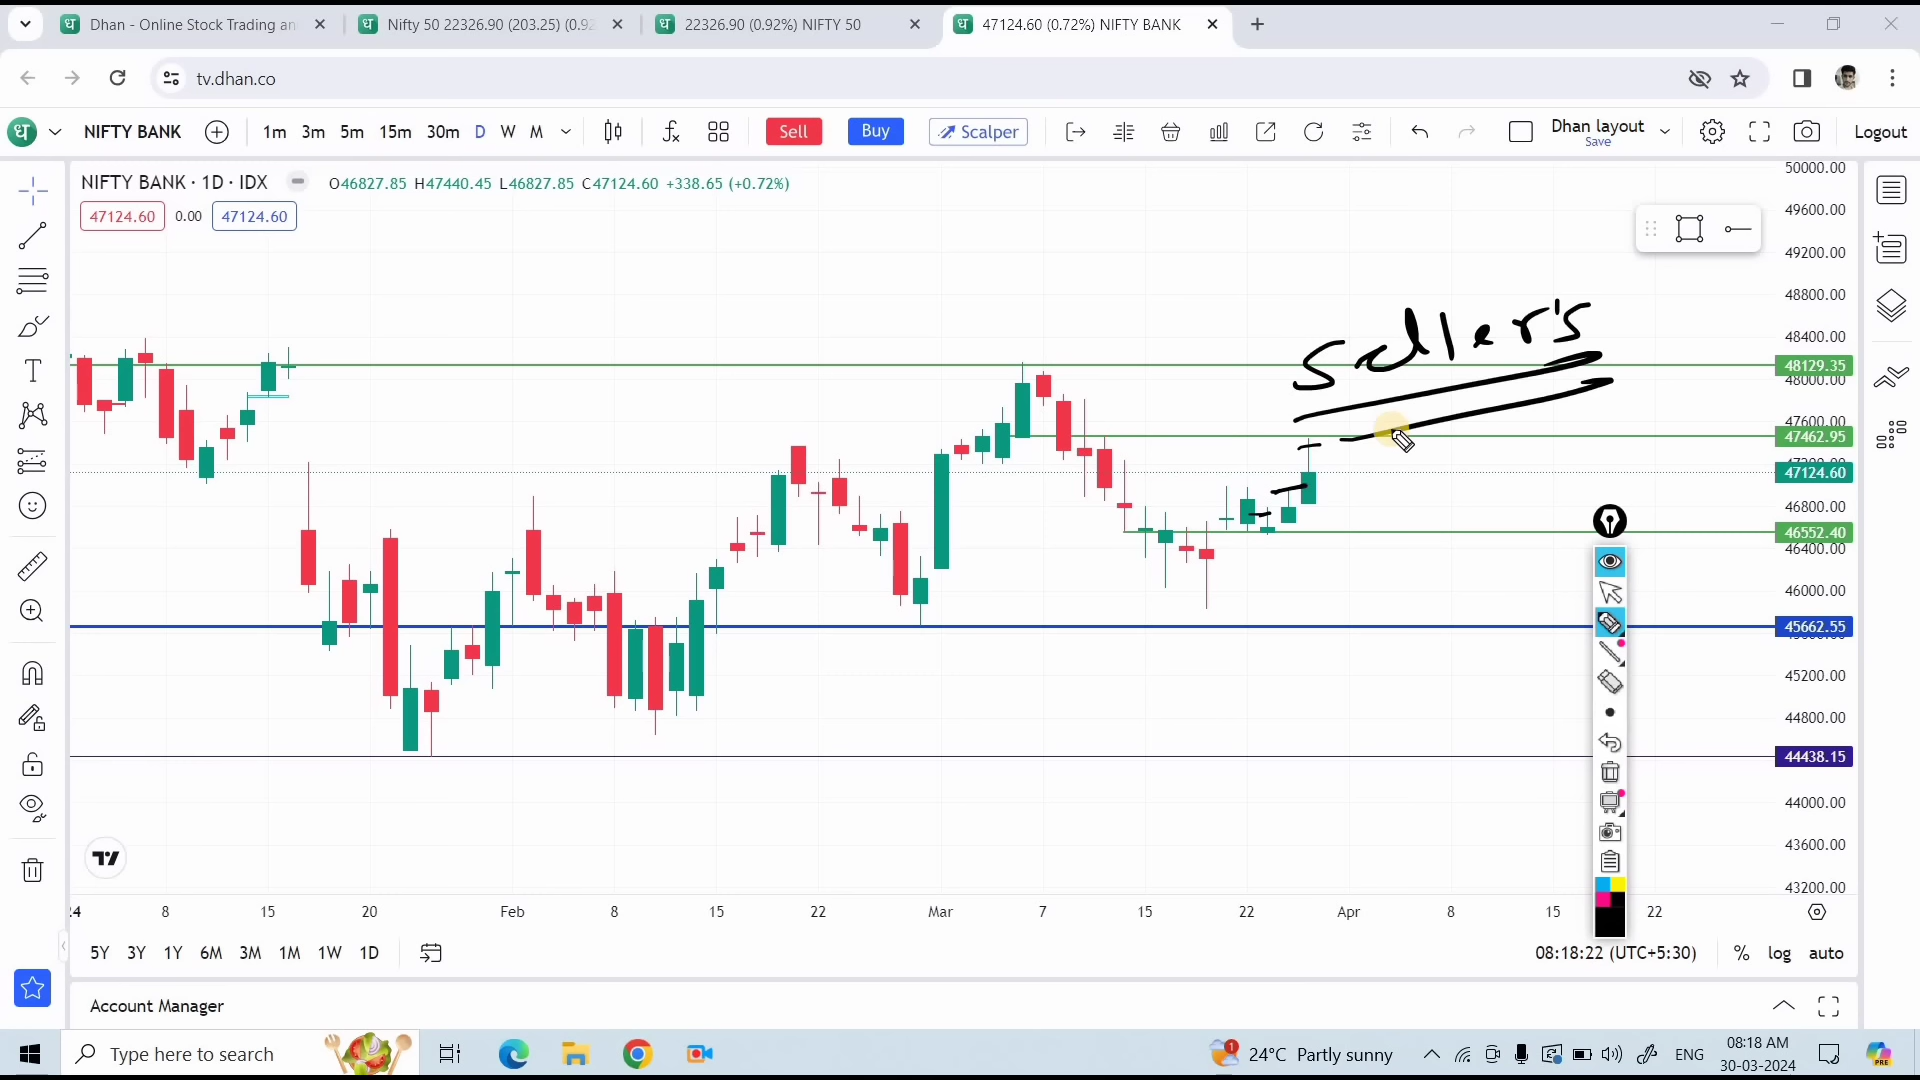 Dhan - Online Stock Trading an
Nifty 50 22326.90 (203.25) (0.92
22326.90 (0.92%) NIFTY 50
47124.60 (0.72%) NIFTY BANK
tv.dhan.co
ध NIFTY BANK 1m 3m 5m 15m 30m D W M Sell Buy Scalper Dhan layout Save Logout
NIFTY BANK · 1D · IDX O46827.85 H47440.45 L46827.85 C47124.60 +338.65 (+0.72%)
47124.60 0.00 47124.60
50000.00
49600.00
49200.00
48800.00
48400.00
48129.35
48000.00
47600.00
47462.95
47124.60
46800.00
46552.40
46400.00
46000.00
45662.55
45200.00
44800.00
44438.15
44000.00
43600.00
43200.00
Seller's
24 8 15 20 Feb 8 15 22 Mar 7 15 22 Apr 8 15 22
5Y 3Y 1Y 6M 3M 1M 1W 1D 08:18:22 (UTC+5:30) % log auto
Account Manager
Type here to search 1 24°C Partly sunny ENG 08:18 AM
30-03-2024
PRE